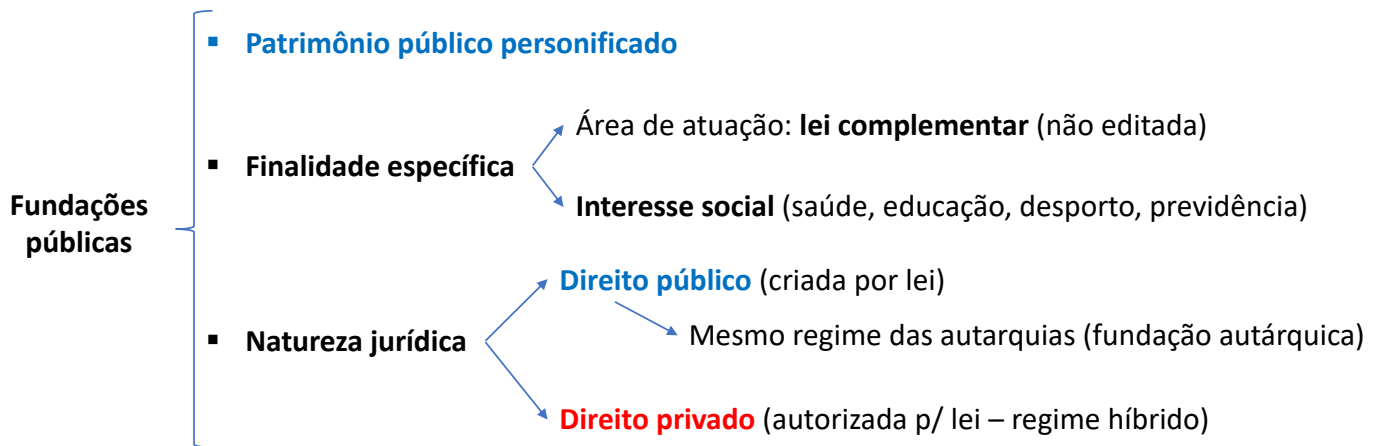 Fundações
públicas
▪ Patrimônio público personificado
▪ Finalidade específica
Área de atuação: lei complementar (não editada)
Interesse social (saúde, educação, desporto, previdência)
▪ Natureza jurídica
Direito público (criada por lei)
Mesmo regime das autarquias (fundação autárquica)
Direito privado (autorizada p/ lei – regime híbrido)